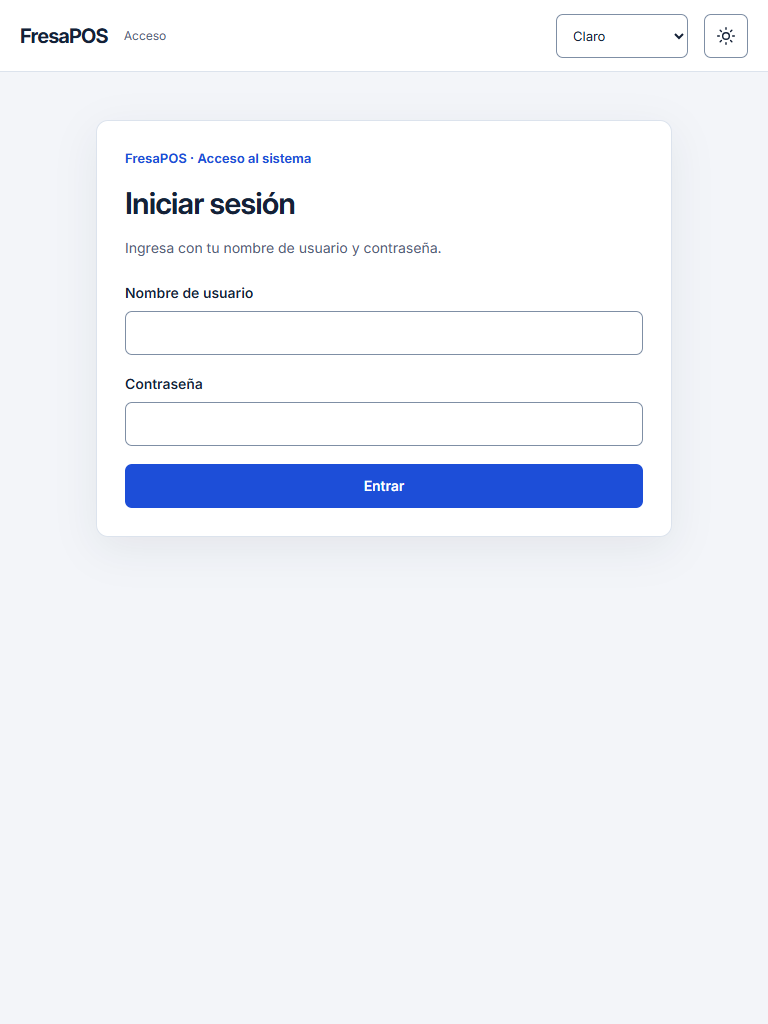 FresaPOS Acceso Claro
FresaPOS · Acceso al sistema
Iniciar sesión
Ingresa con tu nombre de usuario y contraseña.
Nombre de usuario
Contraseña
Entrar